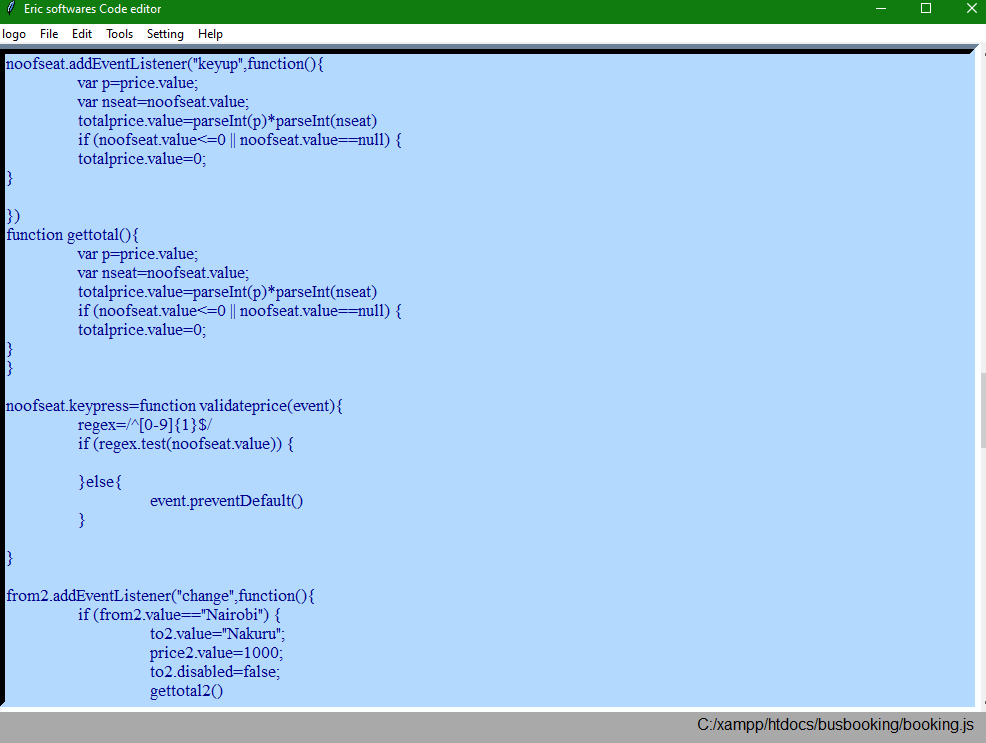 Eric softwares Code editor
logo File Edit Tools Setting Help
noofseat.addEventListener("keyup",function(){
var p=price.value;
var nseat=noofseat.value;
totalprice.value=parseInt(p)*parseInt(nseat)
if (noofseat.value<=0 || noofseat.value==null) {
totalprice.value=0;
}
})
function gettotal(){
var p=price.value;
var nseat=noofseat.value;
totalprice.value=parseInt(p)*parseInt(nseat)
if (noofseat.value<=0 || noofseat.value==null) {
totalprice.value=0;
}
}
noofseat.keypress=function validateprice(event){
regex=/^[0-9]{1}$/
if (regex.test(noofseat.value)) {
}else{
event.preventDefault()
}
}
from2.addEventListener("change",function(){
if (from2.value=="Nairobi") {
to2.value="Nakuru";
price2.value=1000;
to2.disabled=false;
gettotal2()
C:/xampp/htdocs/busbooking/booking.js